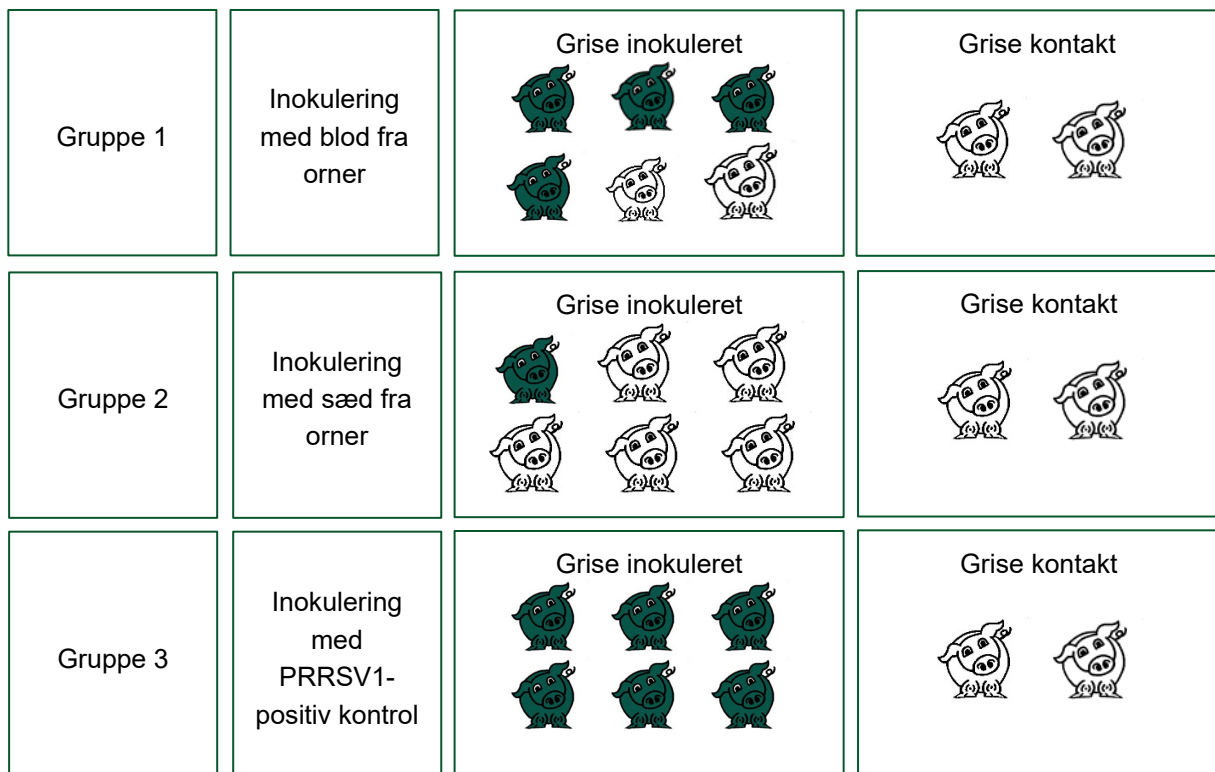 Gruppe 1
Inokulering
med blod fra
orner
Grise inokuleret
Grise kontakt
Gruppe 2
Inokulering
med sæd fra
orner
Grise inokuleret
Grise kontakt
Gruppe 3
Inokulering
med
PRRSV1-
positiv kontrol
Grise inokuleret
Grise kontakt